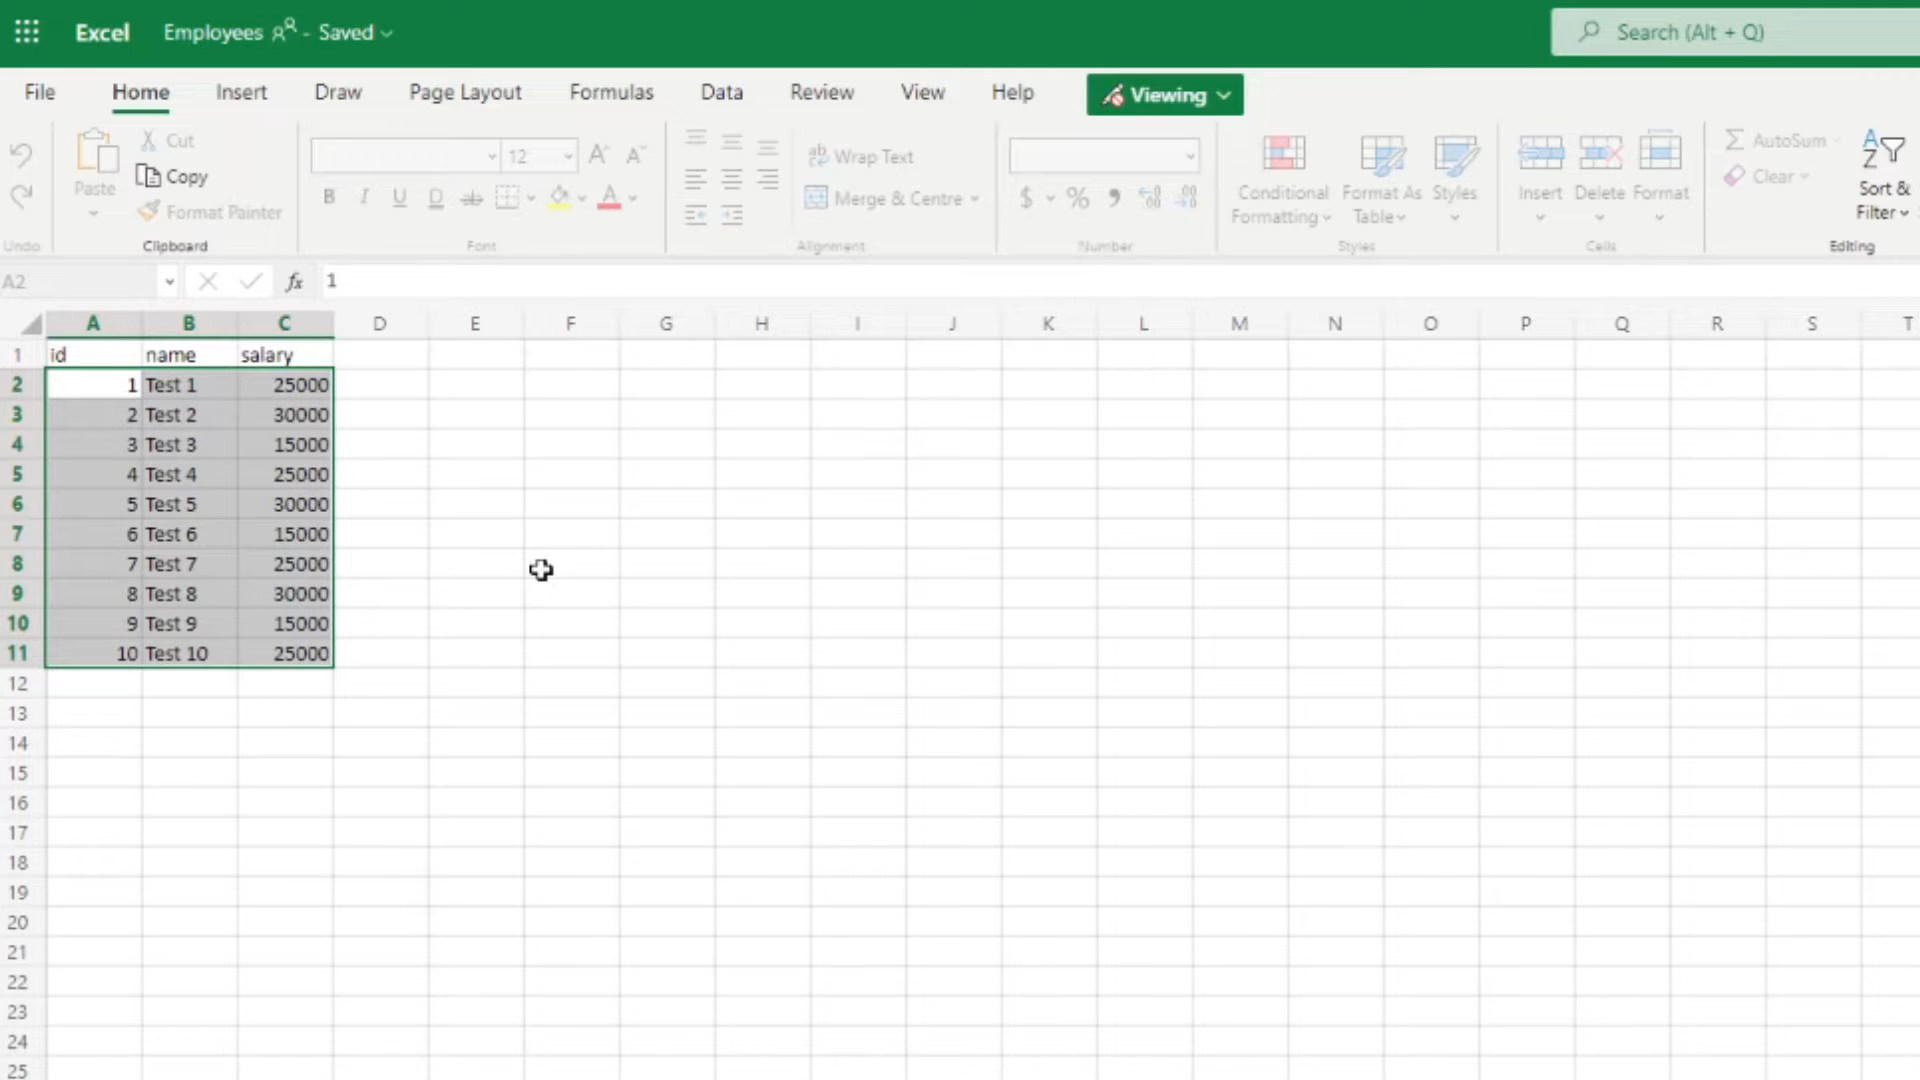 Excel Employees - Saved Search (Alt + Q)
File Home Insert Draw Page Layout Formulas Data Review View Help Viewing
Paste Cut Copy Format Painter
Undo Clipboard
12 A A
B I U D ab A
Font
ab Wrap Text
Merge & Centre
Alignment
$ % 9
Number
Conditional Formatting Format As Table Styles
Styles
Insert Delete Format
Cells
AutoSum
Clear
A Z Sort & Filter
Editing
A2 fx 1
A B C D E F G H I J K L M N O P Q R S T
1 id name salary
2 1 Test 1 25000
3 2 Test 2 30000
4 3 Test 3 15000
5 4 Test 4 25000
6 5 Test 5 30000
7 6 Test 6 15000
8 7 Test 7 25000
9 8 Test 8 30000
10 9 Test 9 15000
11 10 Test 10 25000
12
13
14
15
16
17
18
19
20
21
22
23
24
25